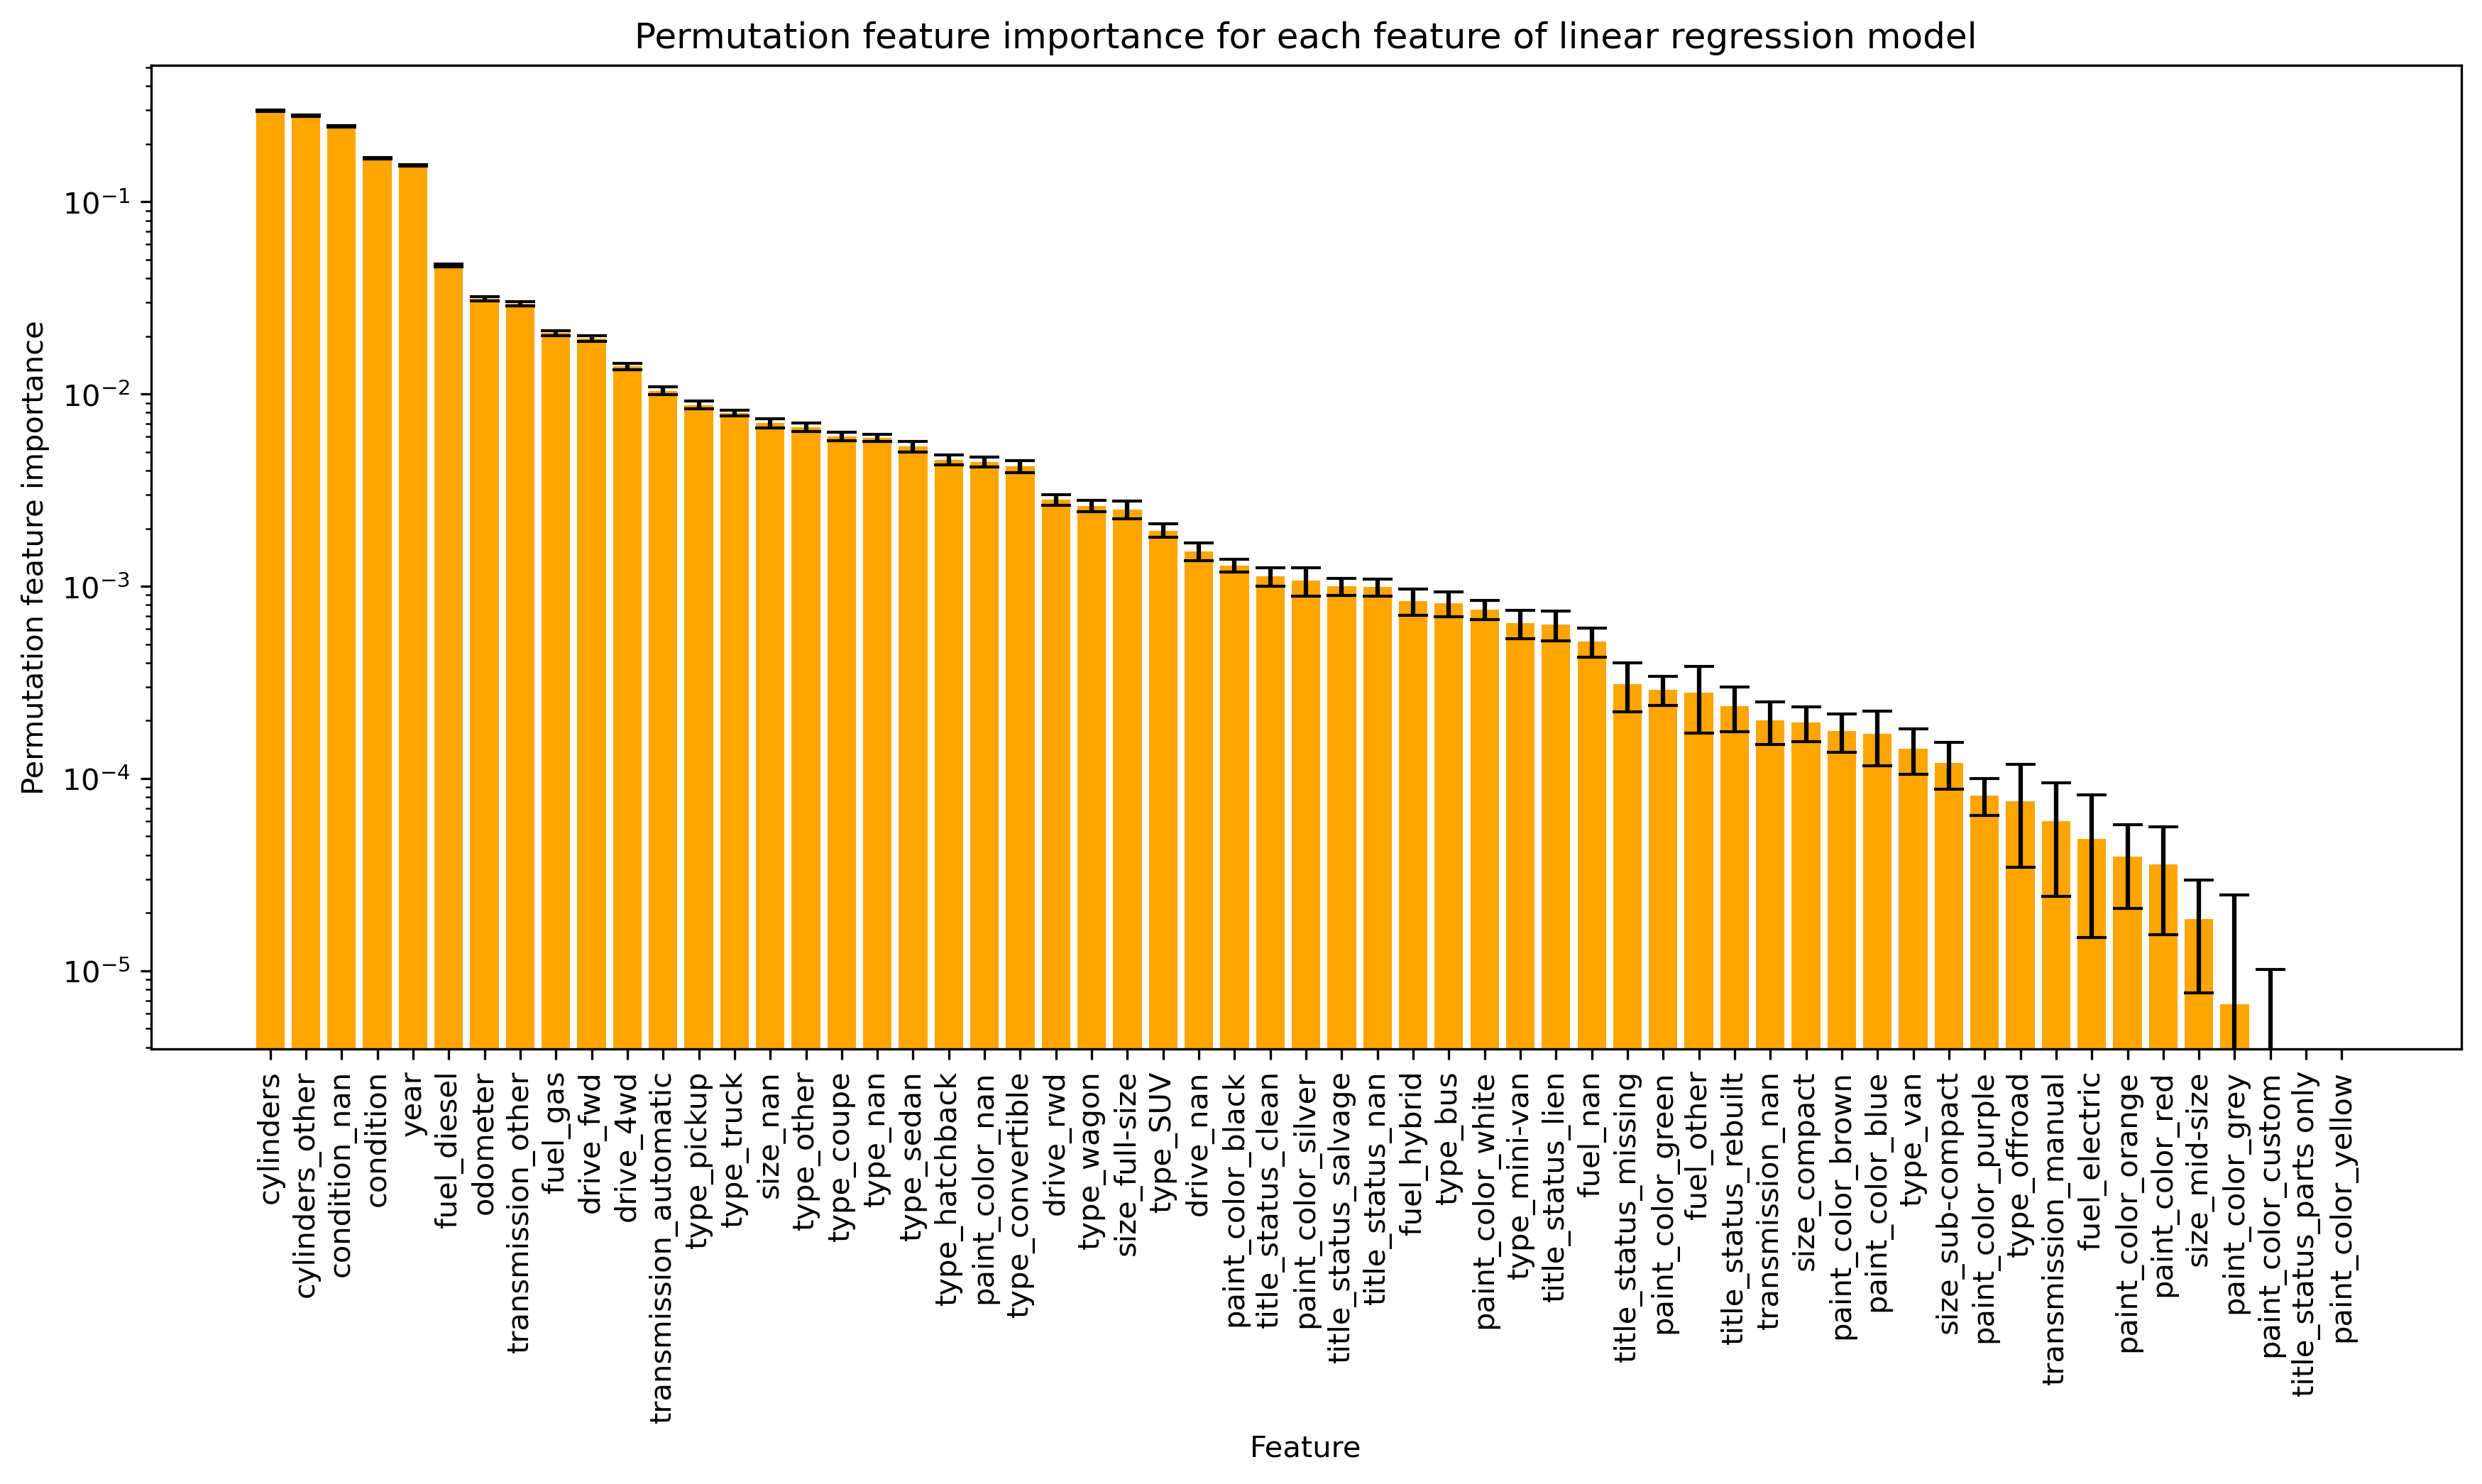 Permutation feature importance for each feature of linear regression model
Permutation feature importance
10⁻¹
10⁻²
10⁻³
10⁻⁴
10⁻⁵
cylinders
cylinders_other
condition_nan
condition
year
fuel_diesel
odometer
transmission_other
fuel_gas
drive_fwd
drive_4wd
transmission_automatic
type_pickup
type_truck
size_nan
type_other
type_coupe
type_nan
type_sedan
type_hatchback
paint_color_nan
type_convertible
drive_rwd
type_wagon
size_full-size
type_SUV
drive_nan
paint_color_black
title_status_clean
paint_color_silver
title_status_salvage
title_status_nan
fuel_hybrid
type_bus
paint_color_white
type_mini-van
title_status_lien
fuel_nan
title_status_missing
paint_color_green
fuel_other
title_status_rebuilt
transmission_nan
size_compact
paint_color_brown
paint_color_blue
type_van
size_sub-compact
paint_color_purple
type_offroad
transmission_manual
fuel_electric
paint_color_orange
paint_color_red
size_mid-size
paint_color_grey
paint_color_custom
title_status_parts only
paint_color_yellow
Feature